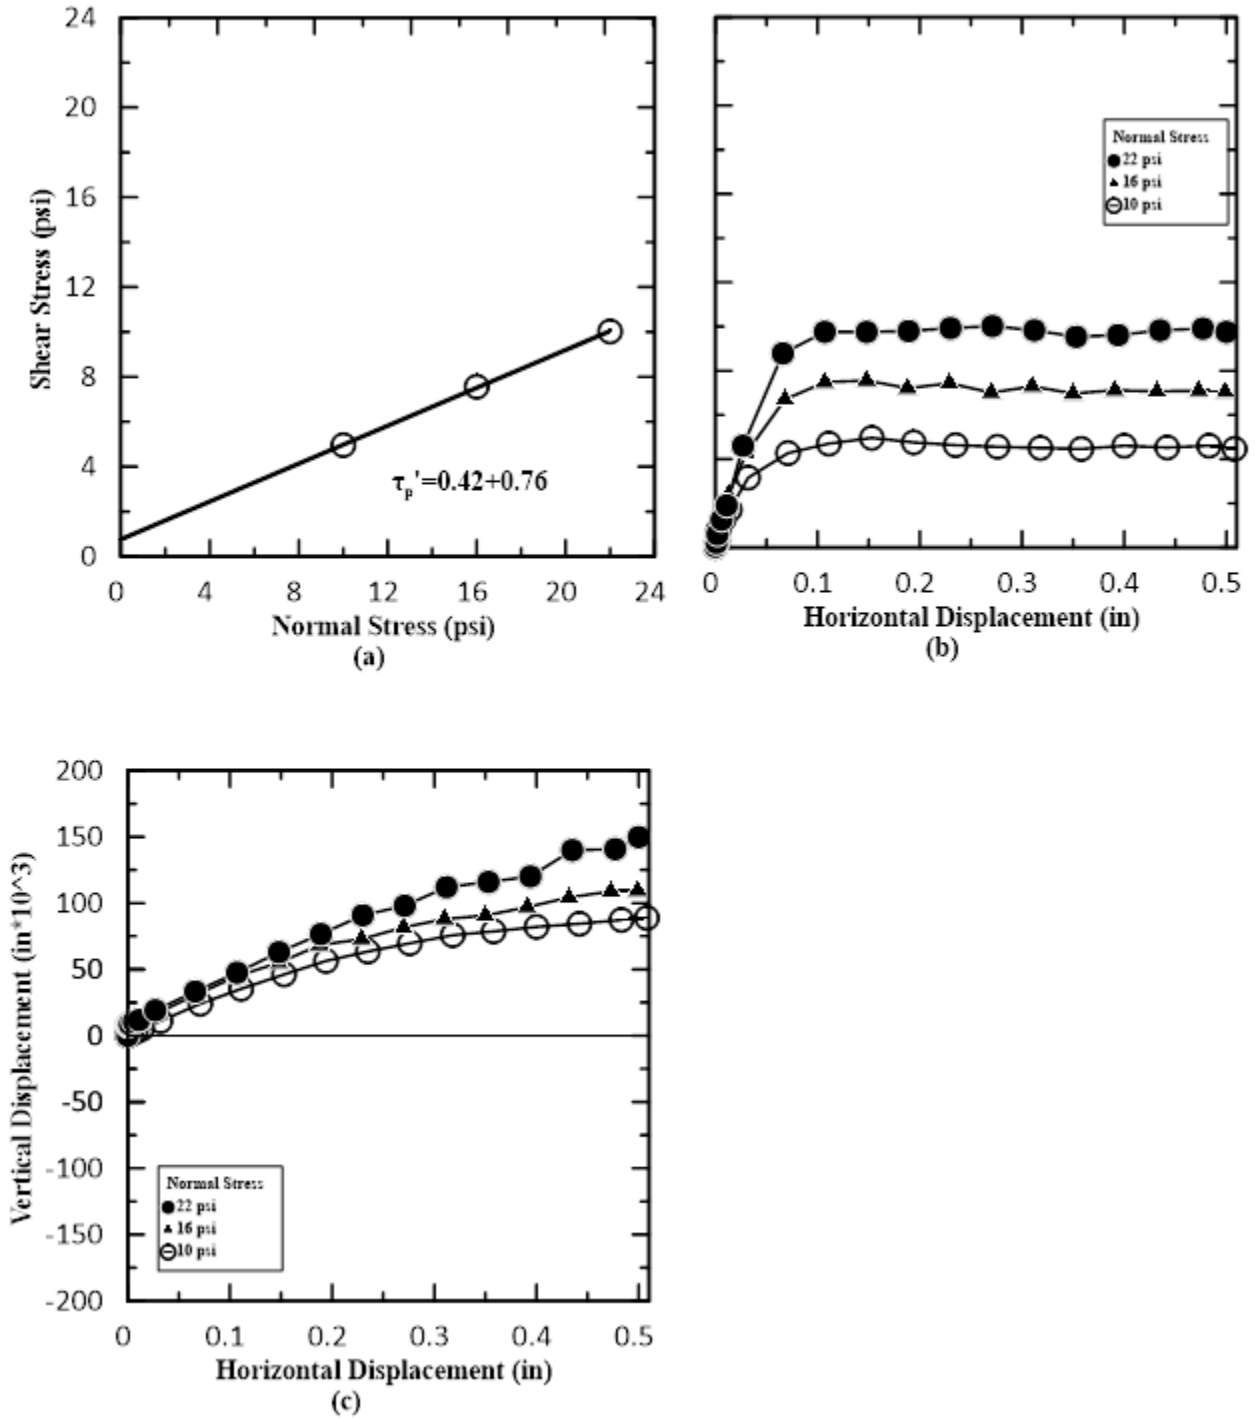 24
20
16
12
8
4
0
Shear Stress (psi)
τp'=0.42+0.76
0 4 8 12 16 20 24
Normal Stress (psi)
(a)
Normal Stress
22 psi
16 psi
10 psi
0 0.1 0.2 0.3 0.4 0.5
Horizontal Displacement (in)
(b)
200
150
100
50
0
-50
-100
-150
-200
Vertical Displacement (in*10^3)
Normal Stress
22 psi
16 psi
10 psi
0 0.1 0.2 0.3 0.4 0.5
Horizontal Displacement (in)
(c)